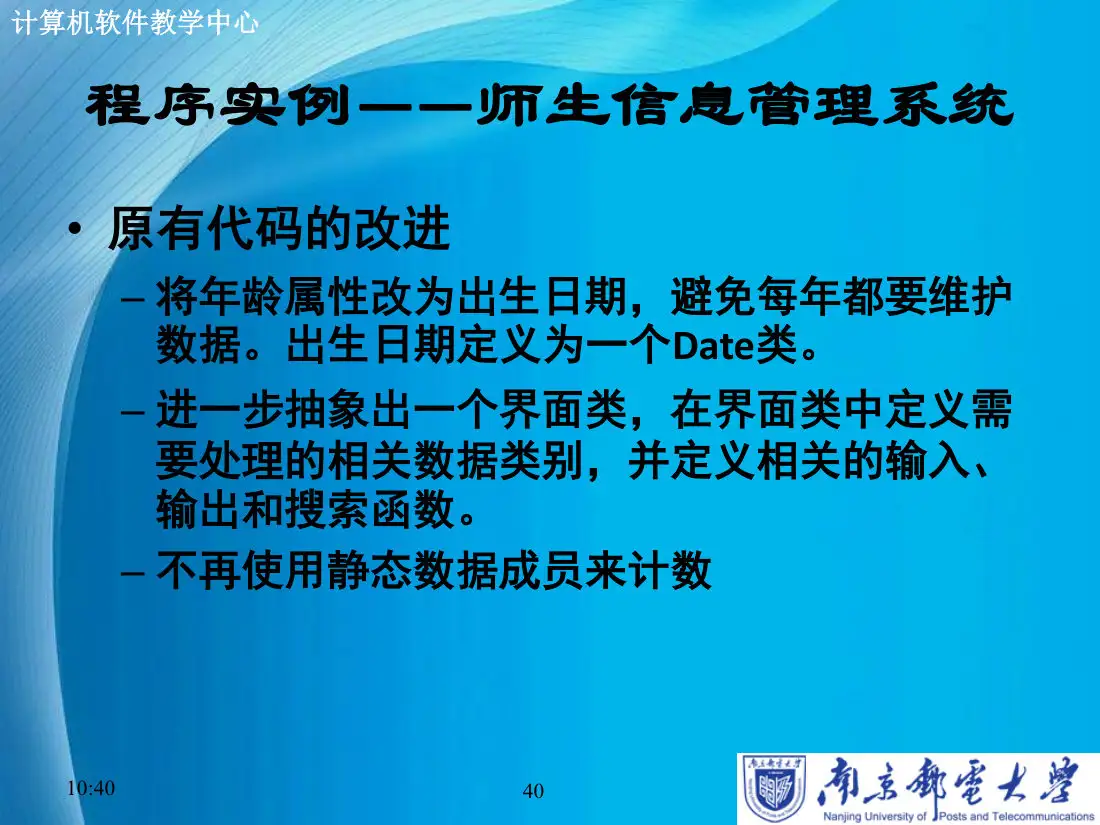 计算机软件教学中心
程序实例——师生信息管理系统
• 原有代码的改进
– 将年龄属性改为出生日期，避免每年都要维护
数据。出生日期定义为一个Date类。
– 进一步抽象出一个界面类，在界面类中定义需
要处理的相关数据类别，并定义相关的输入、
输出和搜索函数。
– 不再使用静态数据成员来计数
10:40
40
南京郵電大學
Nanjing University of Posts and Telecommunications